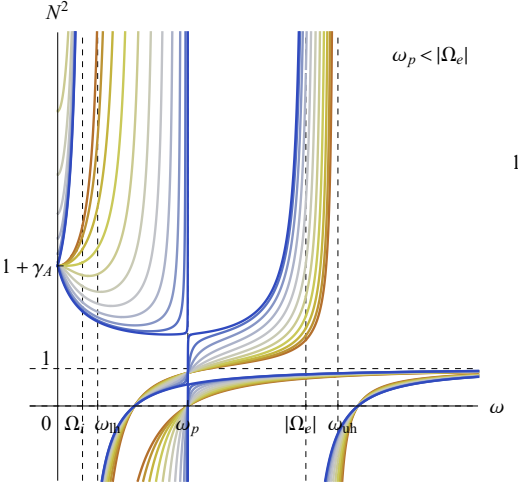 N²
ω_p < |Ω_e|
1 + γ_A
1
1
0 Ω_i ω_lh ω_p |Ω_e| ω_uh ω